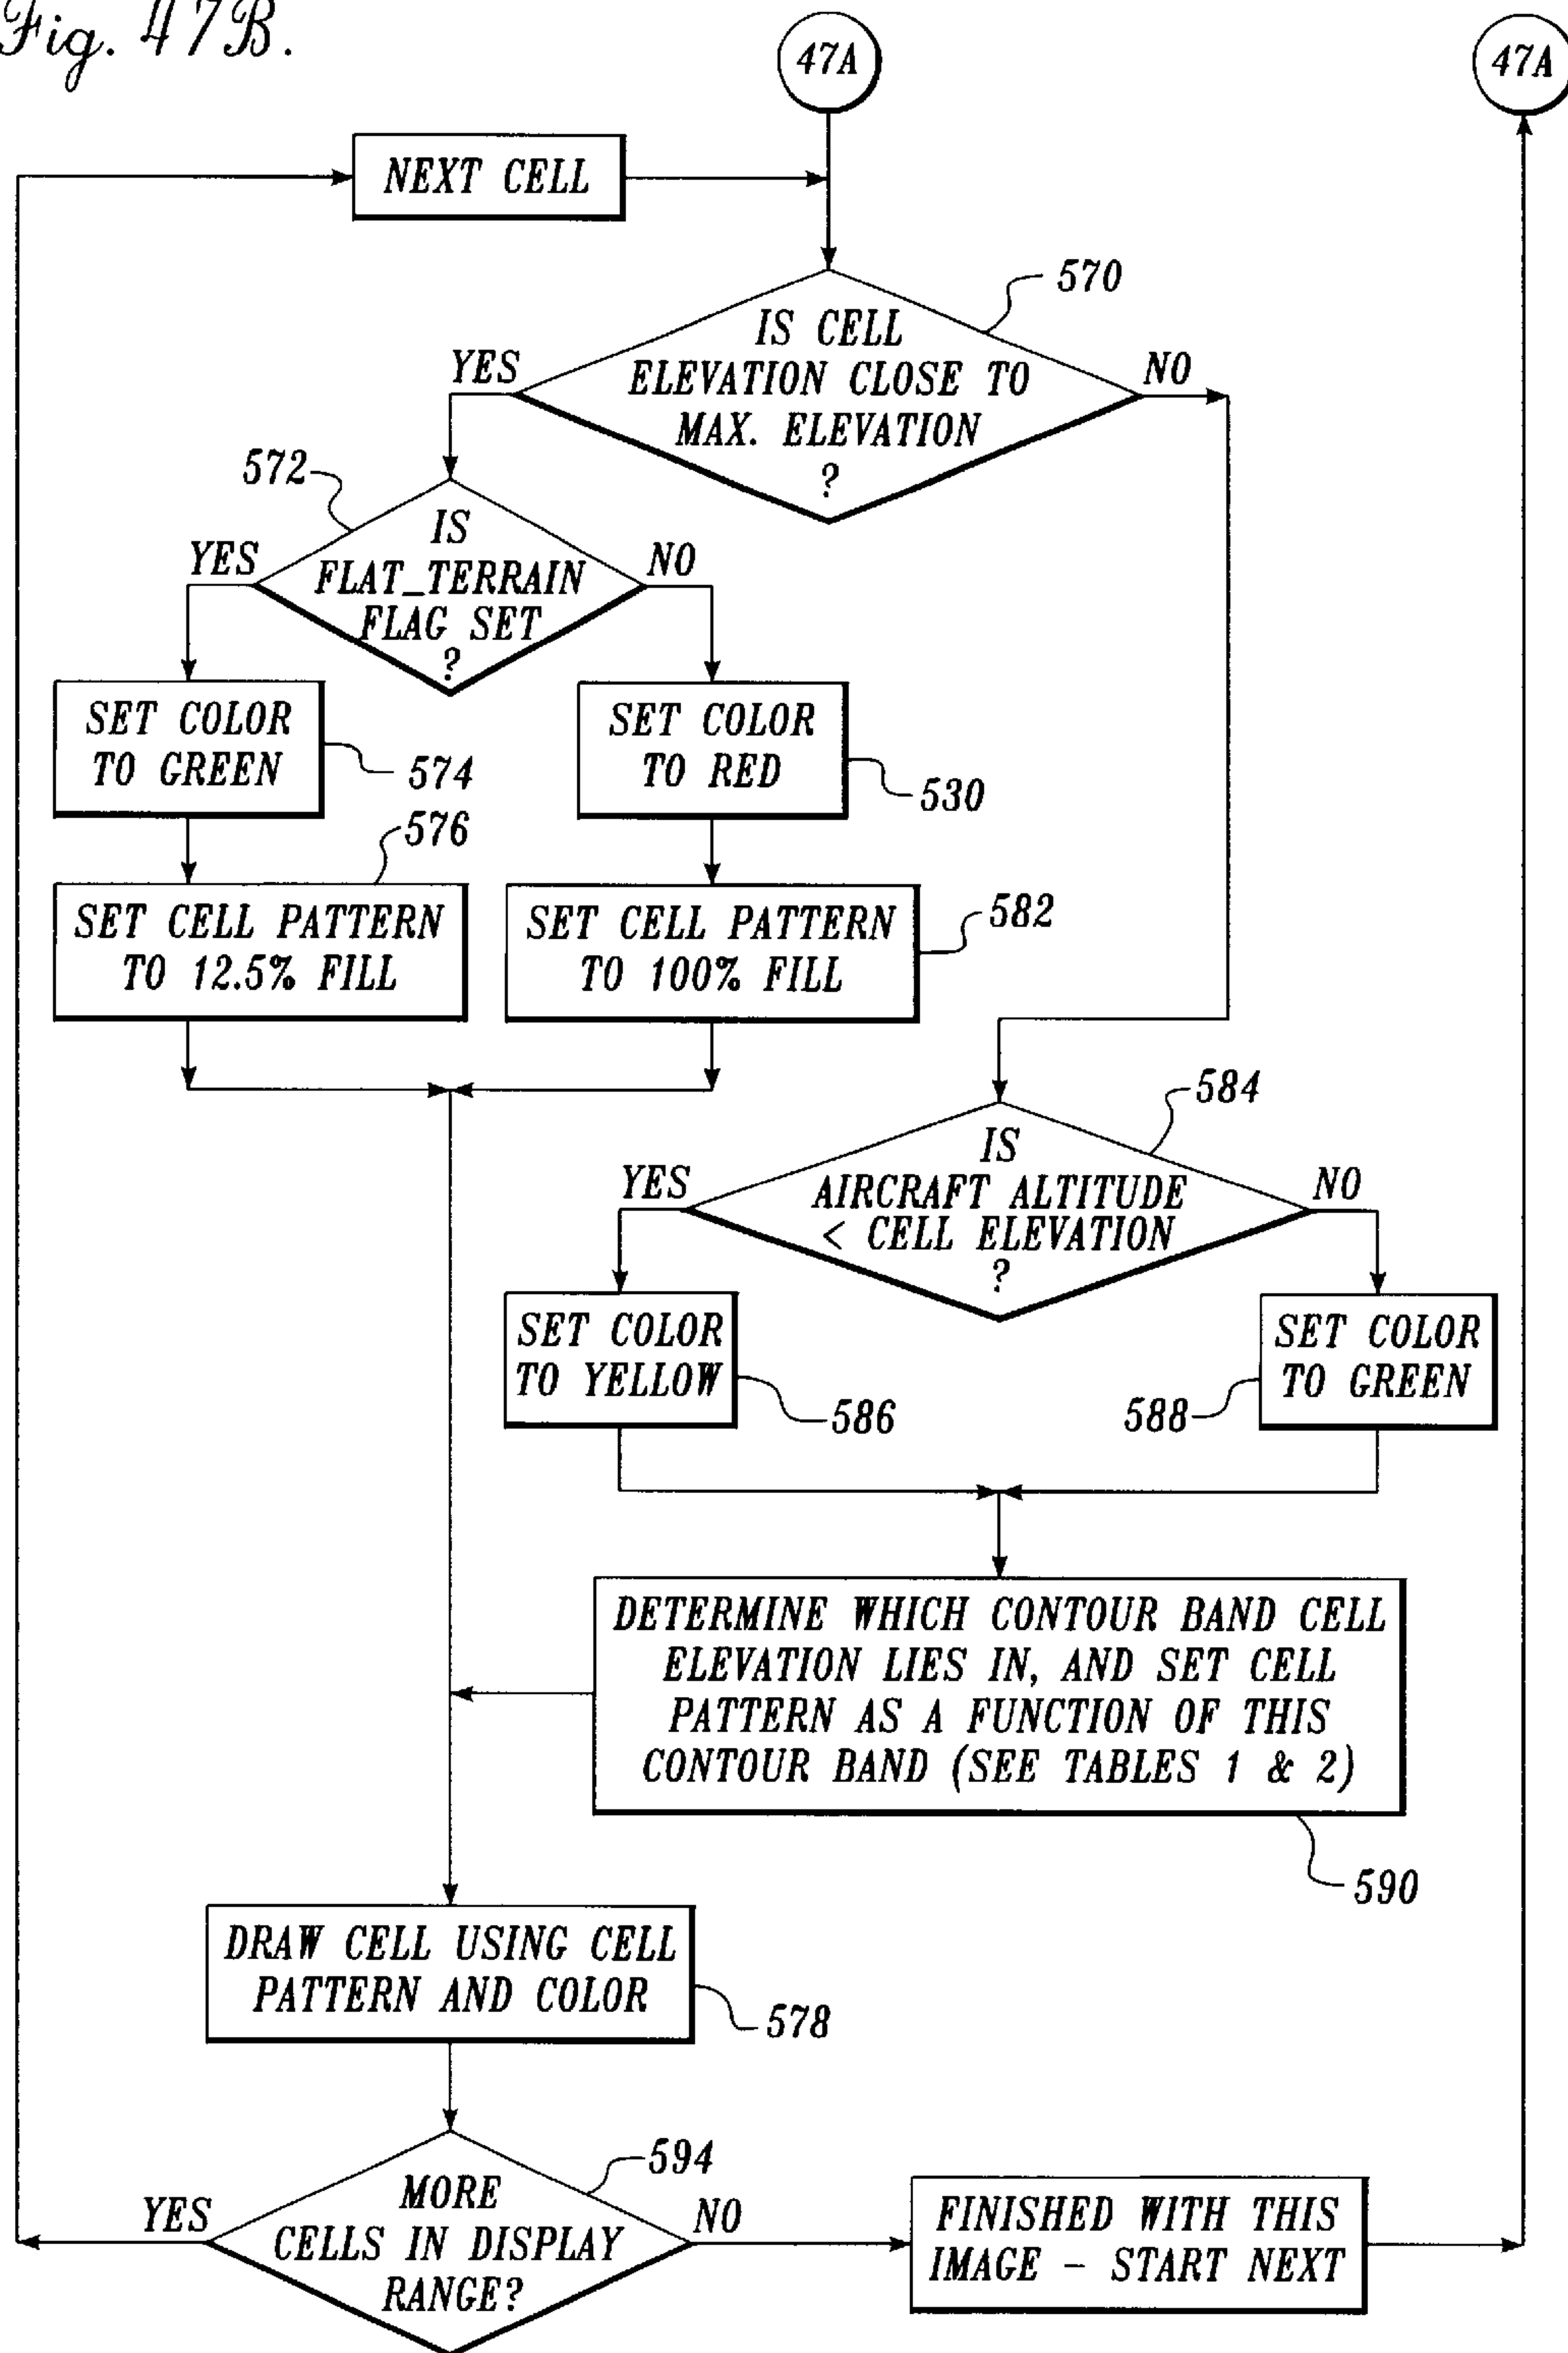 Fig. 47B.
47A
47A
NEXT CELL
570
IS CELL
ELEVATION CLOSE TO
MAX. ELEVATION
?
YES
NO
572
IS
FLAT_TERRAIN
FLAG SET
?
YES
NO
SET COLOR
TO GREEN
574
SET COLOR
TO RED
530
576
SET CELL PATTERN
TO 12.5% FILL
SET CELL PATTERN
TO 100% FILL
582
584
IS
AIRCRAFT ALTITUDE
< CELL ELEVATION
?
YES
NO
SET COLOR
TO YELLOW
586
SET COLOR
TO GREEN
588
DETERMINE WHICH CONTOUR BAND CELL
ELEVATION LIES IN, AND SET CELL
PATTERN AS A FUNCTION OF THIS
CONTOUR BAND (SEE TABLES 1 & 2)
590
DRAW CELL USING CELL
PATTERN AND COLOR
578
594
MORE
CELLS IN DISPLAY
RANGE?
YES
NO
FINISHED WITH THIS
IMAGE - START NEXT